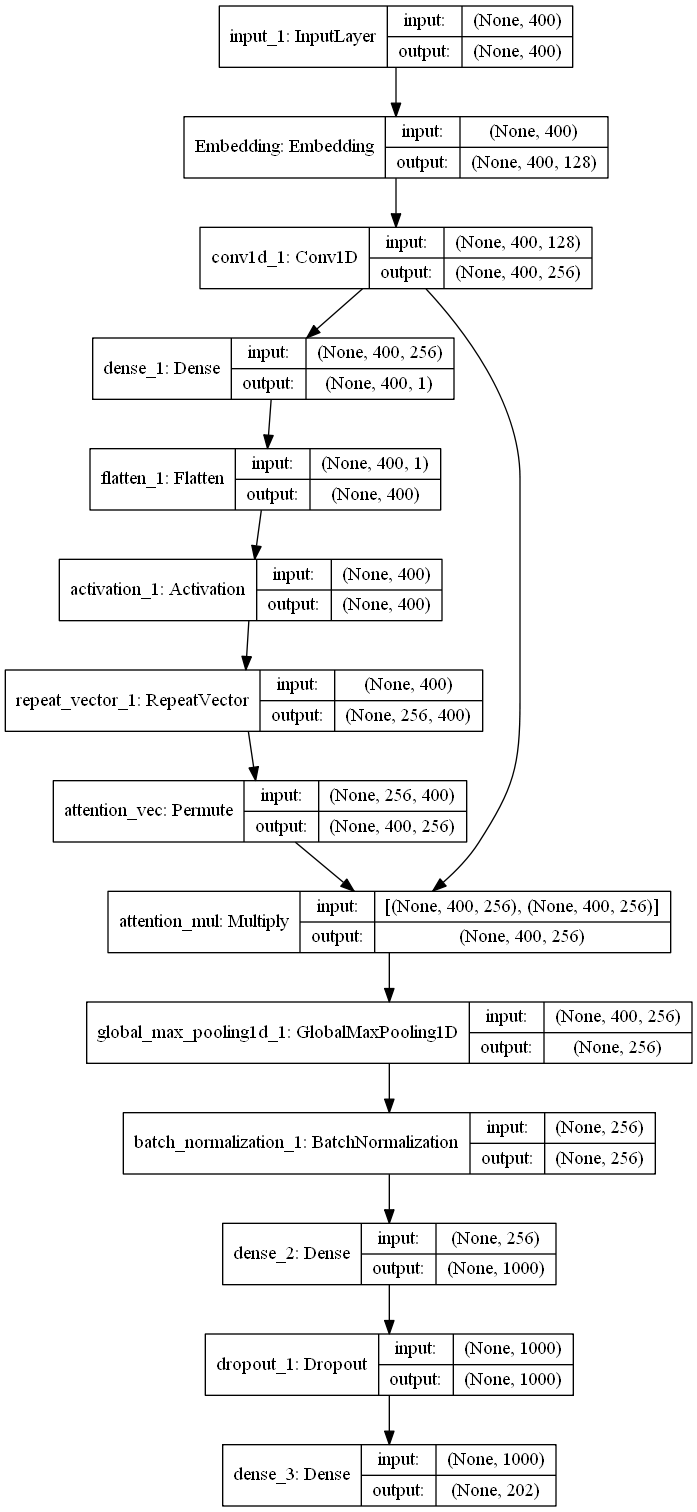 input_1: InputLayer
input:
(None, 400)
output:
(None, 400)
Embedding: Embedding
input:
(None, 400)
output:
(None, 400, 128)
conv1d_1: Conv1D
input:
(None, 400, 128)
output:
(None, 400, 256)
dense_1: Dense
input:
(None, 400, 256)
output:
(None, 400, 1)
flatten_1: Flatten
input:
(None, 400, 1)
output:
(None, 400)
activation_1: Activation
input:
(None, 400)
output:
(None, 400)
repeat_vector_1: RepeatVector
input:
(None, 400)
output:
(None, 256, 400)
attention_vec: Permute
input:
(None, 256, 400)
output:
(None, 400, 256)
attention_mul: Multiply
input:
[(None, 400, 256), (None, 400, 256)]
output:
(None, 400, 256)
global_max_pooling1d_1: GlobalMaxPooling1D
input:
(None, 400, 256)
output:
(None, 256)
batch_normalization_1: BatchNormalization
input:
(None, 256)
output:
(None, 256)
dense_2: Dense
input:
(None, 256)
output:
(None, 1000)
dropout_1: Dropout
input:
(None, 1000)
output:
(None, 1000)
dense_3: Dense
input:
(None, 1000)
output:
(None, 202)